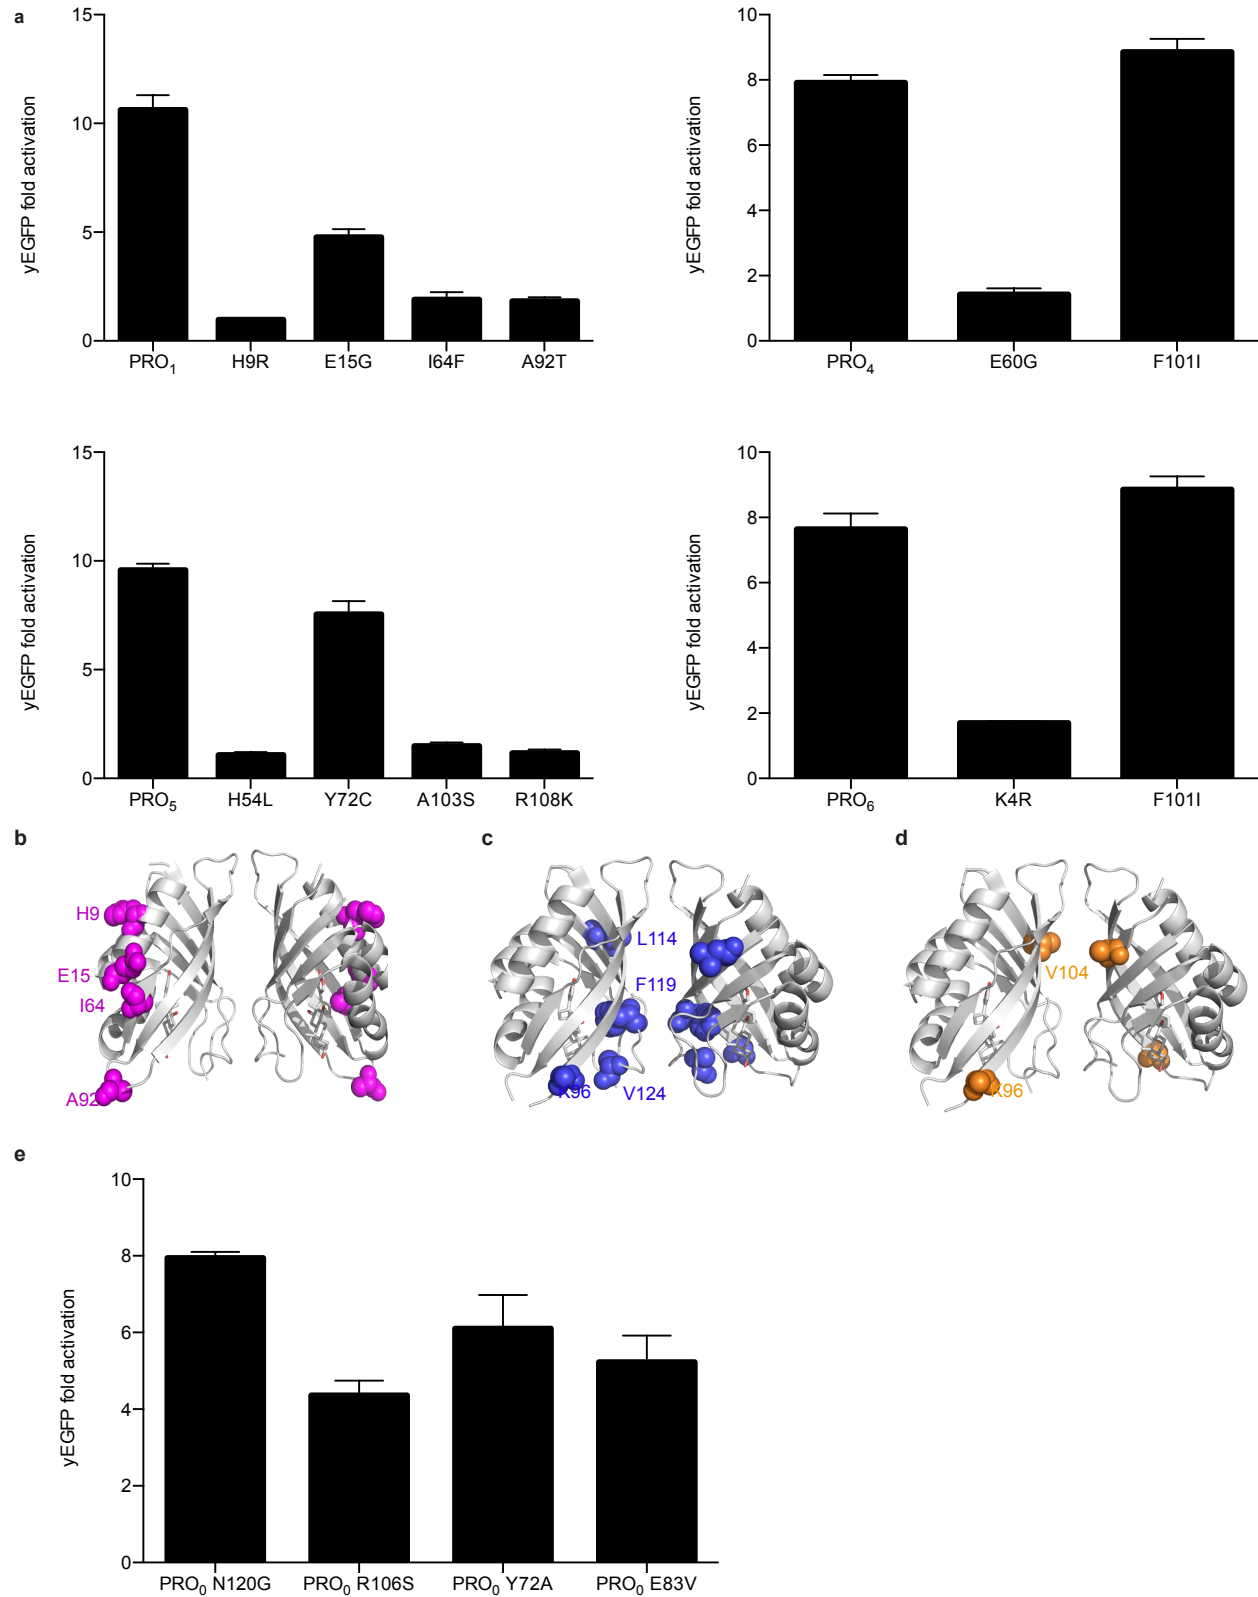 a
15
10
5
0
yEGFP fold activation
PRO1 H9R E15G I64F A92T
10
8
6
4
2
0
yEGFP fold activation
PRO4 E60G F101I
15
10
5
0
yEGFP fold activation
PRO5 H54L Y72C A103S R108K
10
8
6
4
2
0
yEGFP fold activation
PRO6 K4R F101I
b
H9
E15
I64
A92
c
L114
F119
K96
V124
d
V104
K96
e
10
8
6
4
2
0
yEGFP fold activation
PRO0 N120G PRO0 R106S PRO0 Y72A PRO0 E83V